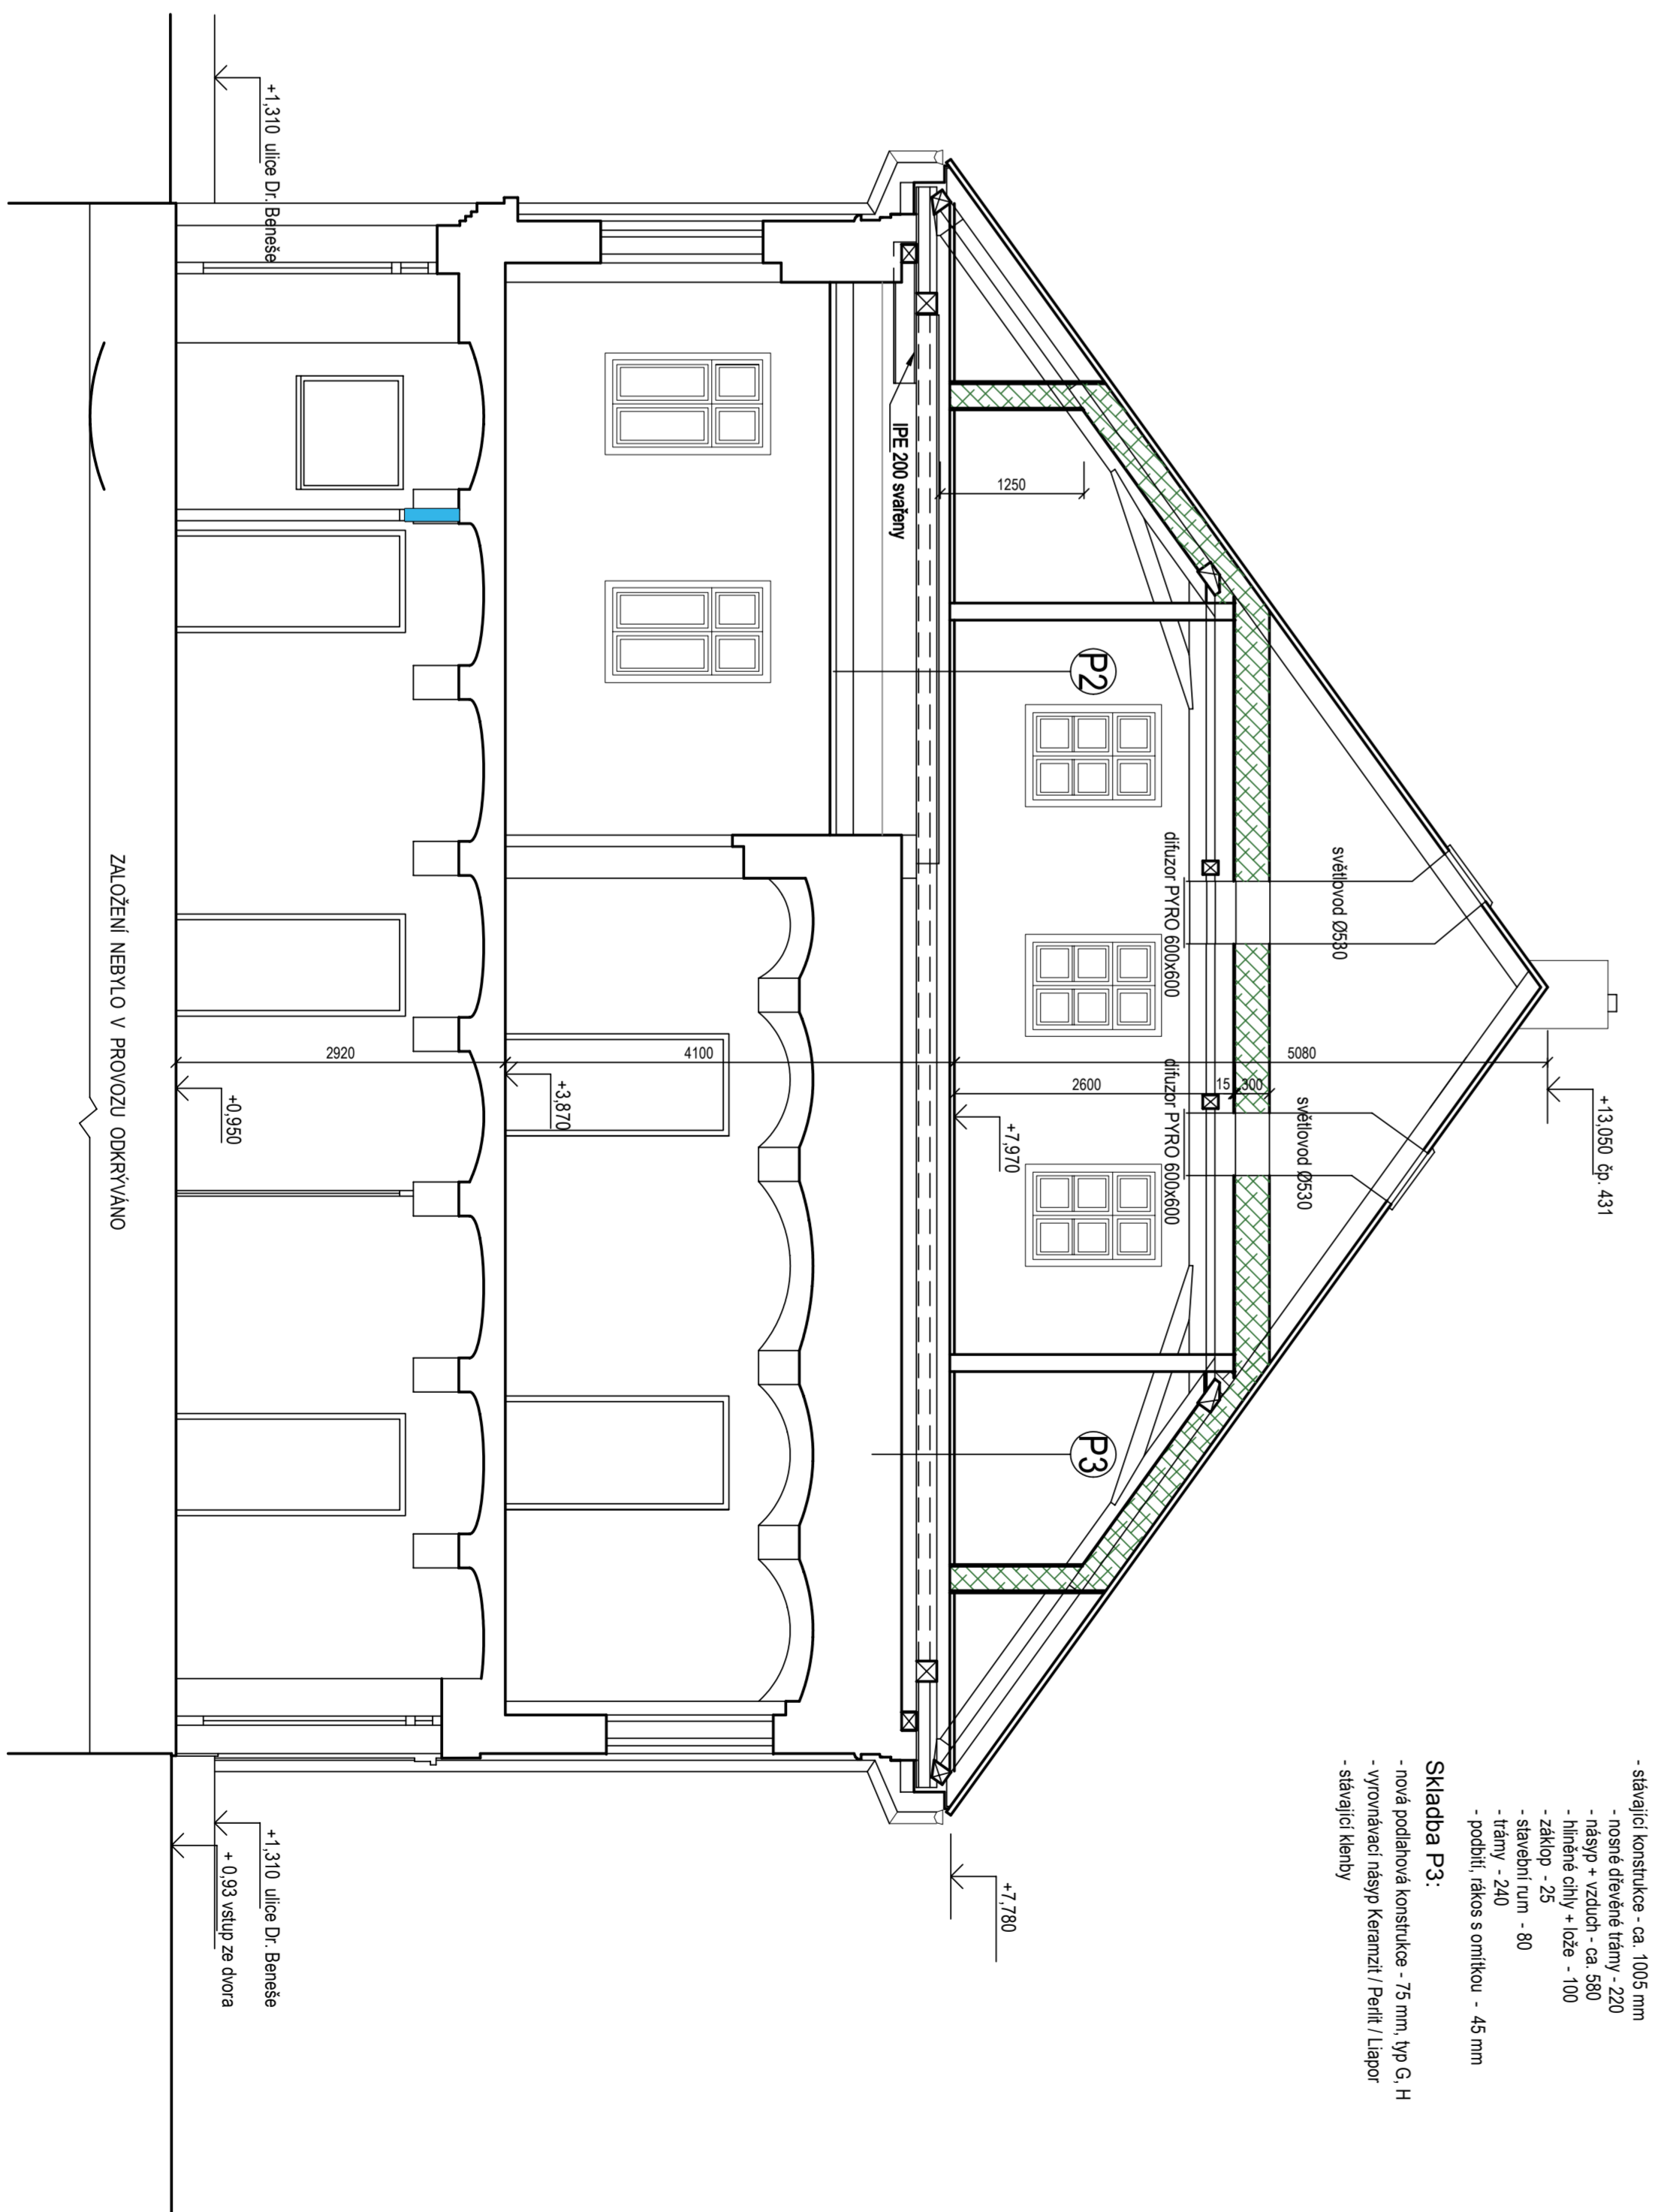 - stávající konstrukce - ca. 1005 mm
- nosné dřevěné trámy - 220
- násyp + vzduch - ca. 580
- hliněné cihly + lože - 100
- záklop - 25
- stavební rum - 80
- trámy - 240
- podbití, rákos s omítkou - 45 mm
Skladba P3:
- nová podlahová konstrukce - 75 mm, typ G, H
- vyrovnávací násyp Keramzit / Perlit / Liapor
- stávající klenby
+13,050 čp. 431
světlovod Ø530
světlovod Ø530
5080
15
300
2600
difuzor PYRO 600x600
difuzor PYRO 600x600
1250
P2
P3
+7,970
+7,780
IPE 200 svařeny
4100
+3,870
2920
+0,950
+1,310 ulice Dr. Beneše
+1,310 ulice Dr. Beneše
+ 0,93 vstup ze dvora
ZALOŽENÍ NEBYLO V PROVOZU ODKRÝVÁNO